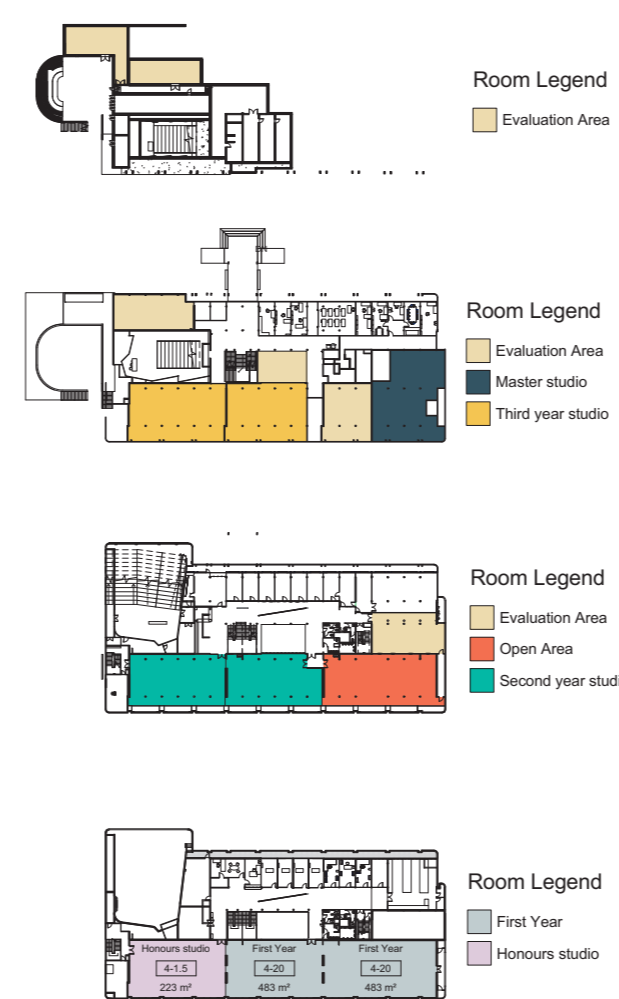 Room Legend
Evaluation Area
Room Legend
Evaluation Area
Master studio
Third year studio
Room Legend
Evaluation Area
Open Area
Second year studi
Room Legend
First Year
Honours studio
Honours studio First Year First Year
4-1.5 4-20 4-20
223 m² 483 m² 483 m²